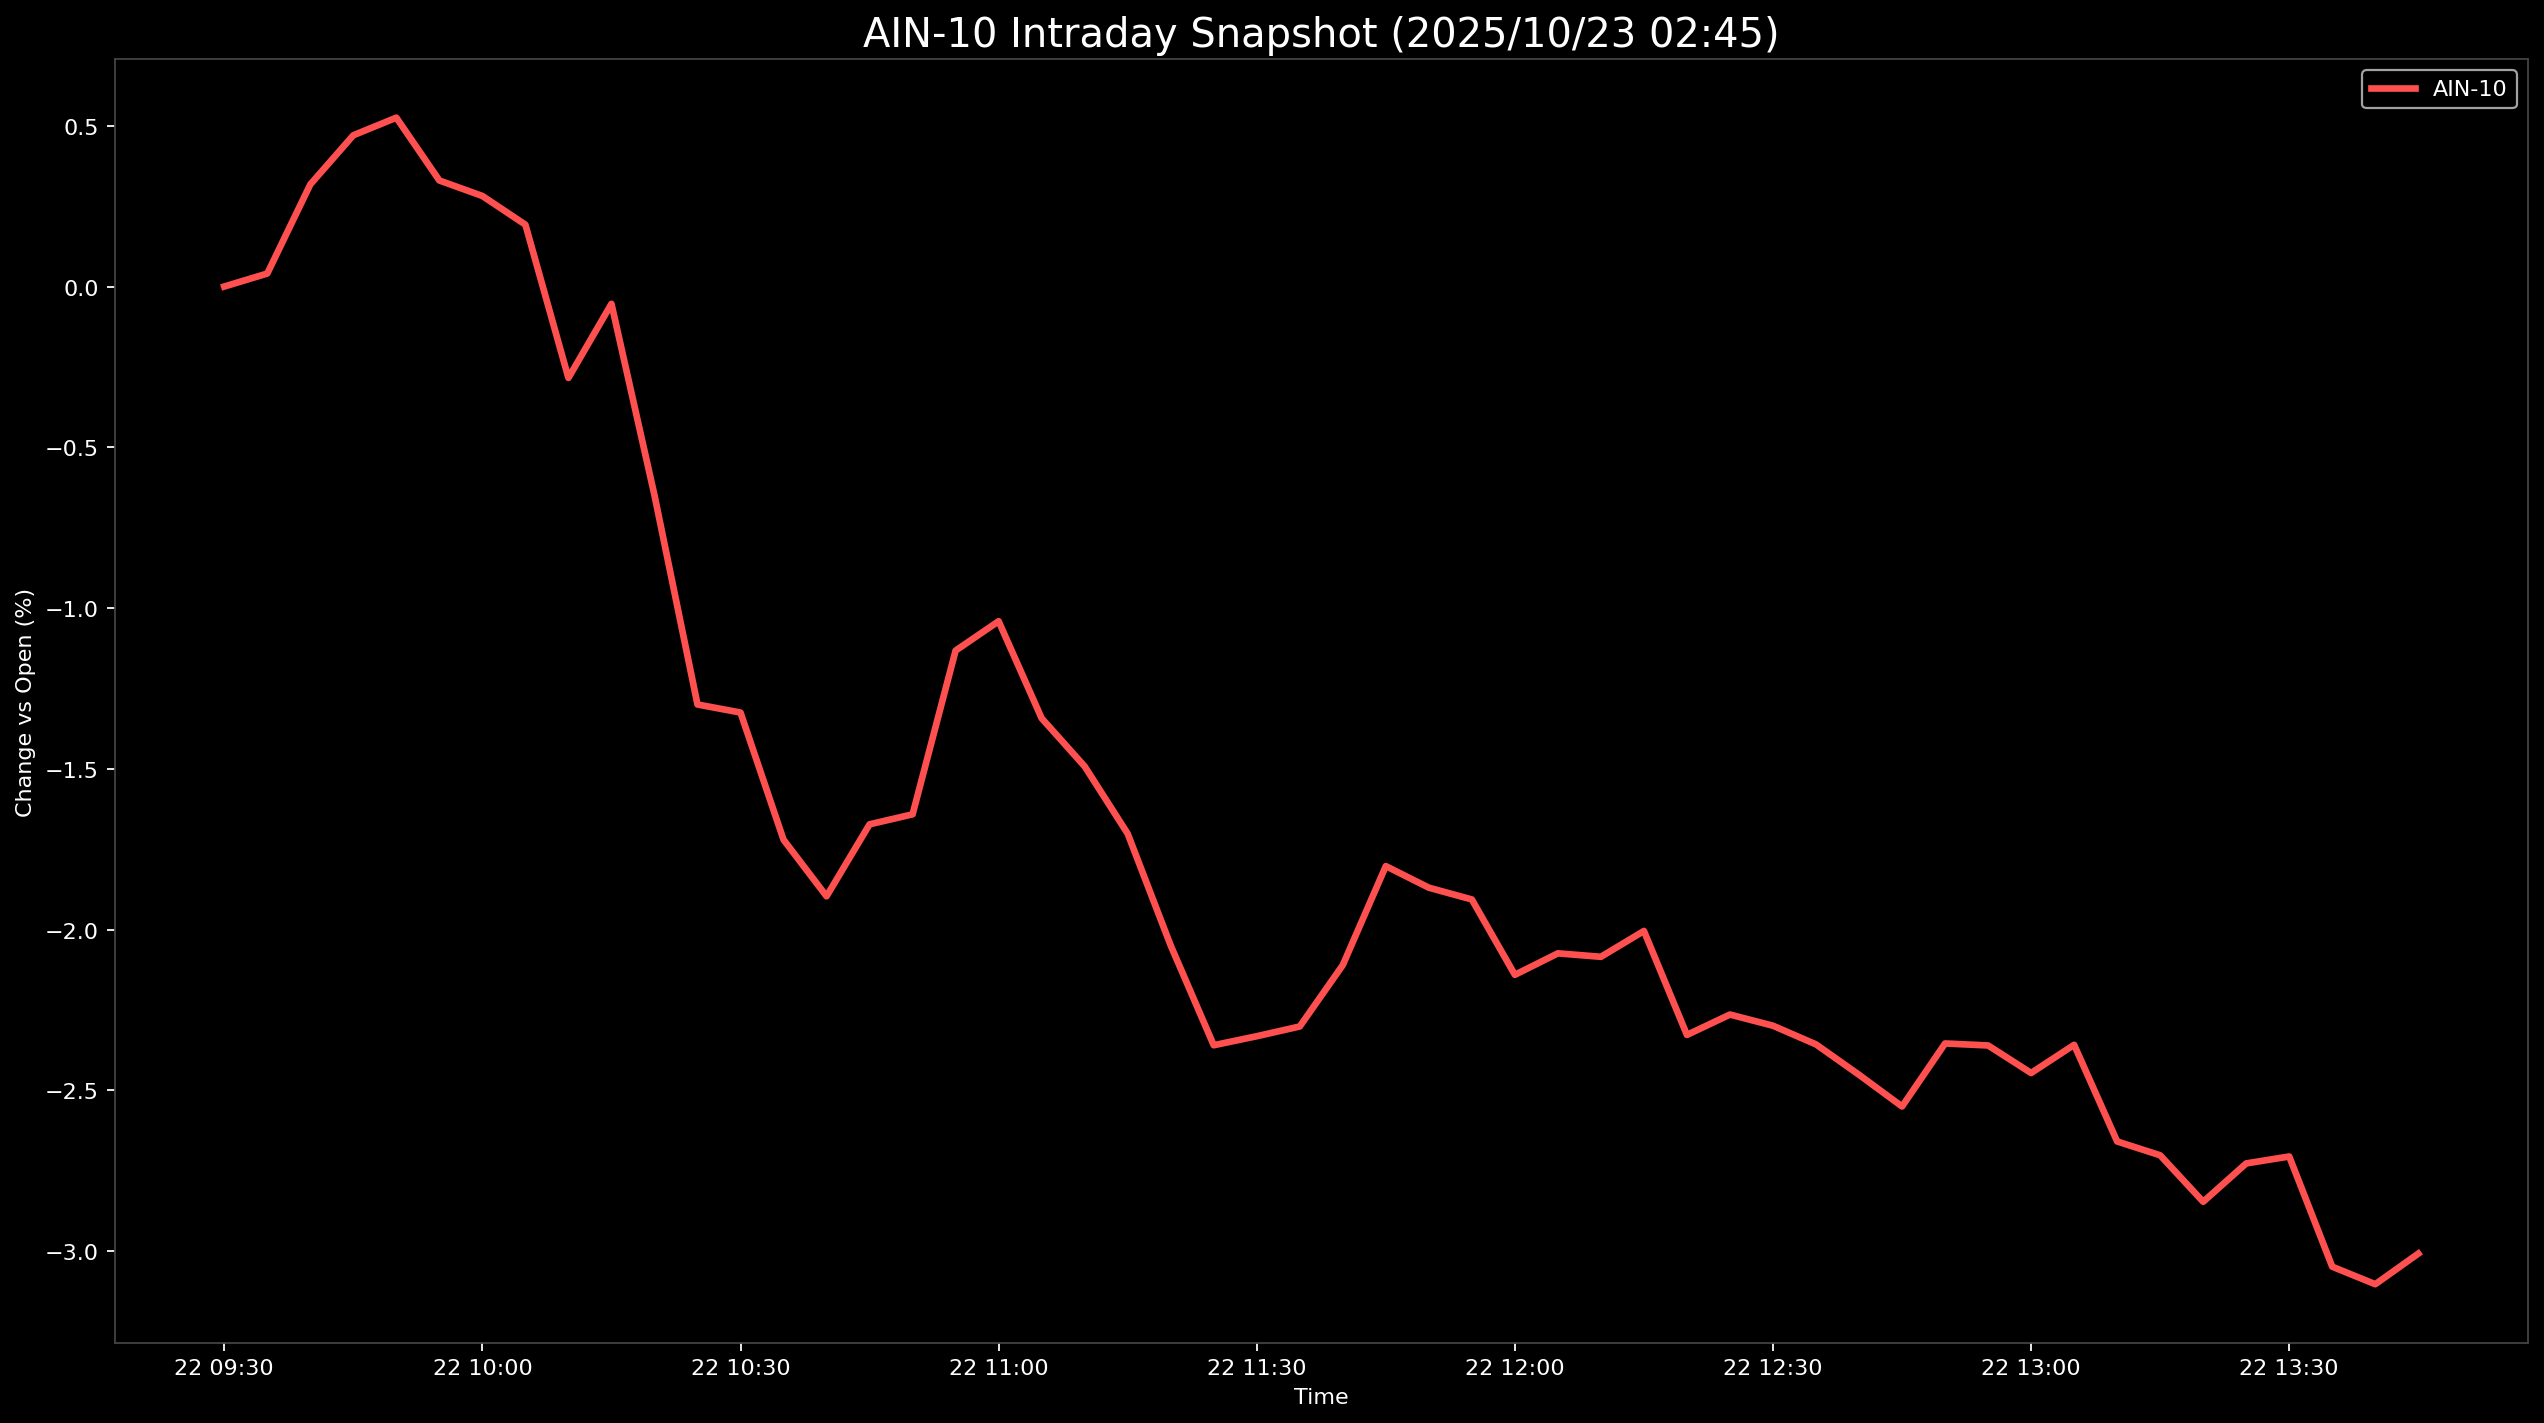 AIN-10 Intraday Snapshot (2025/10/23 02:45)
AIN-10
Change vs Open (%)
0.5
0.0
−0.5
−1.0
−1.5
−2.0
−2.5
−3.0
22 09:30 22 10:00 22 10:30 22 11:00 22 11:30 22 12:00 22 12:30 22 13:00 22 13:30
Time